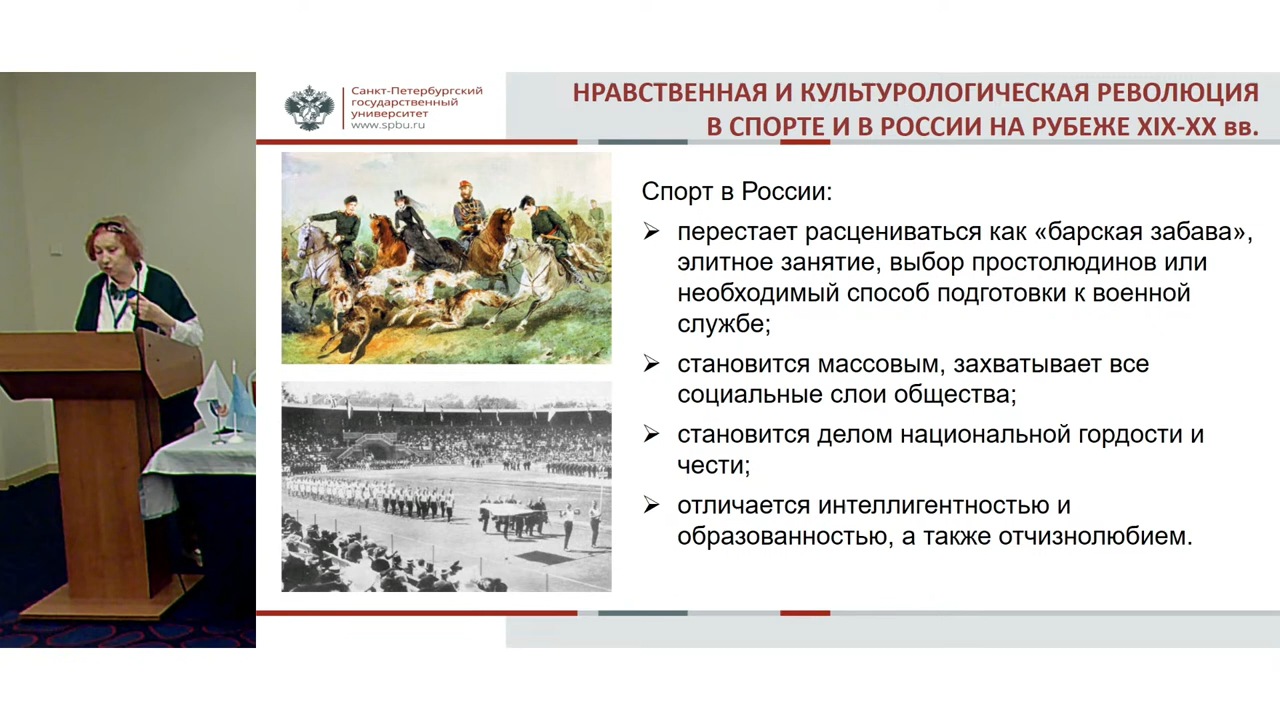 Санкт-Петербургский
государственный
университет
www.spbu.ru
НРАВСТВЕННАЯ И КУЛЬТУРОЛОГИЧЕСКАЯ РЕВОЛЮЦИЯ
В СПОРТЕ И В РОССИИ НА РУБЕЖЕ XIX-XX вв.
Спорт в России:
перестает расцениваться как «барская забава»,
элитное занятие, выбор простолюдинов или
необходимый способ подготовки к военной
службе;
становится массовым, захватывает все
социальные слои общества;
становится делом национальной гордости и
чести;
отличается интеллигентностью и
образованностью, а также отчизнолюбием.